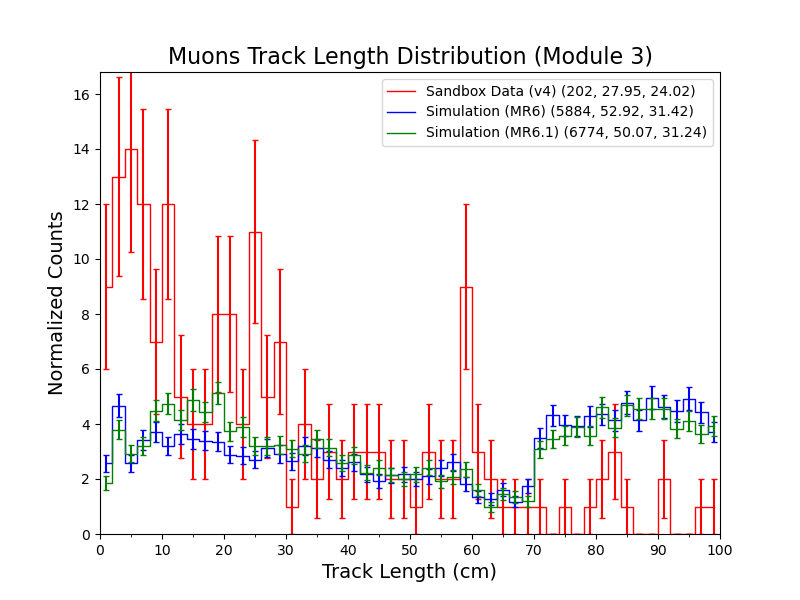 Muons Track Length Distribution (Module 3)
Sandbox Data (v4) (202, 27.95, 24.02)
Simulation (MR6) (5884, 52.92, 31.42)
Simulation (MR6.1) (6774, 50.07, 31.24)
Normalized Counts
16
14
12
10
8
6
4
2
0
0 10 20 30 40 50 60 70 80 90 100
Track Length (cm)